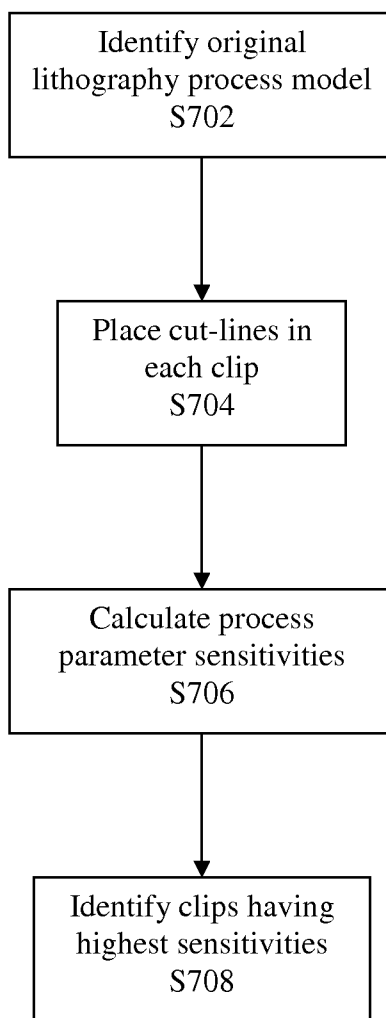 Identify original
lithography process model
S702
Place cut-lines in
each clip
S704
Calculate process
parameter sensitivities
S706
Identify clips having
highest sensitivities
S708